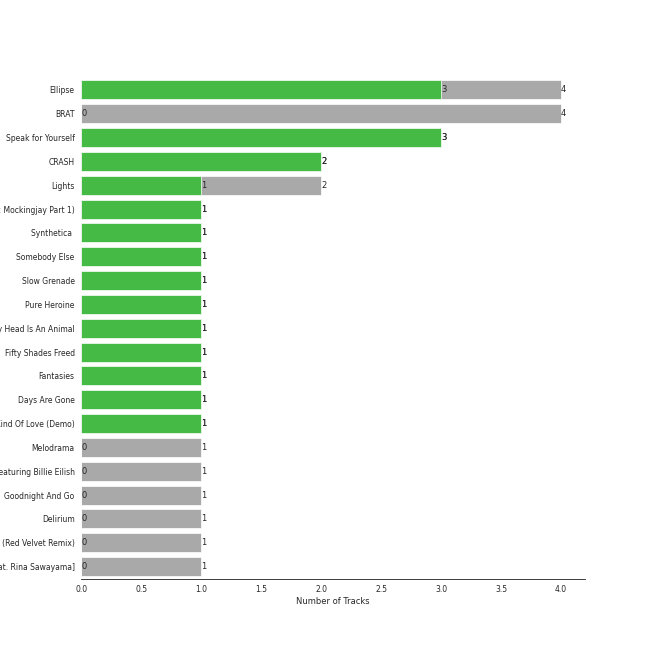 Ellipse 3 4
BRAT 0 4
Speak for Yourself 3
CRASH 2
Lights 1 2
Mockingjay Part 1) 1
Synthetica 1
Somebody Else 1
Slow Grenade 1
Pure Heroine 1
Head Is An Animal 1
Fifty Shades Freed 1
Fantasies 1
Days Are Gone 1
Kind Of Love (Demo) 1
Melodrama 0 1
eaturing Billie Eilish 0 1
Goodnight And Go 0 1
Delirium 0 1
(Red Velvet Remix) 0 1
at. Rina Sawayama] 0 1
0.0 0.5 1.0 1.5 2.0 2.5 3.0 3.5 4.0
Number of Tracks